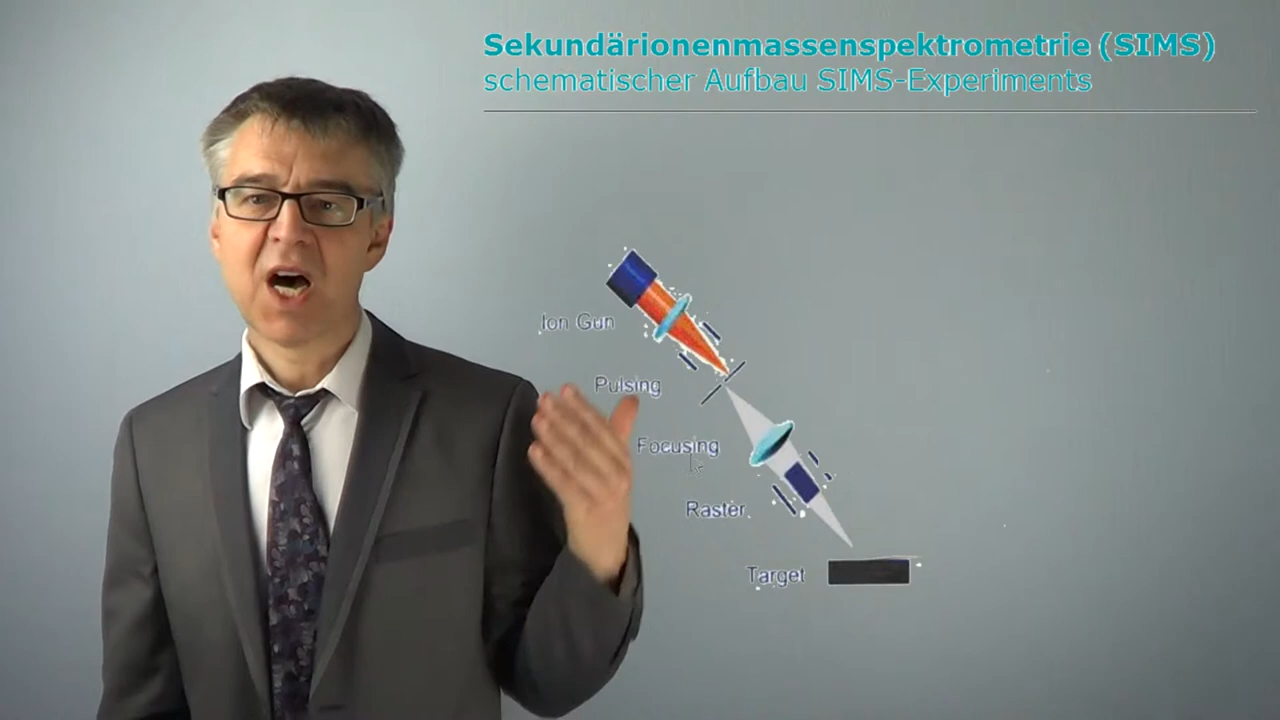 Sekundärionenmassenspektrometrie (SIMS)
schematischer Aufbau SIMS-Experiments
Ion Gun
Pulsing
Focusing
Raster
Target